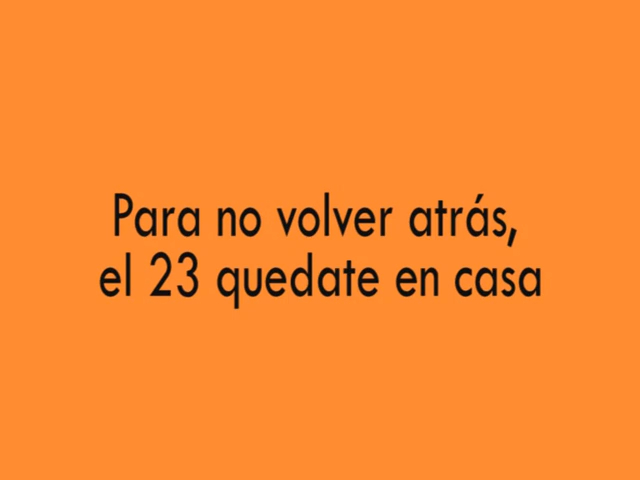 Para no volver atrás,
el 23 quedate en casa